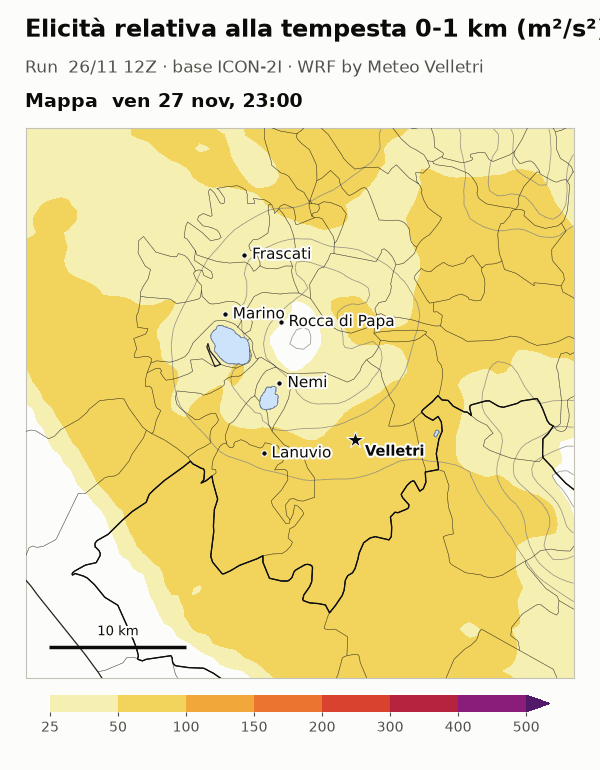 Elicità relativa alla tempesta 0-1 km (m²/s²)
Run  26/11 12Z · base ICON-2I · WRF by Meteo Velletri
Mappa  ven 27 nov, 23:00
Frascati
Marino
Rocca di Papa
Nemi
Velletri
Lanuvio
10 km
25 50 100 150 200 300 400 500